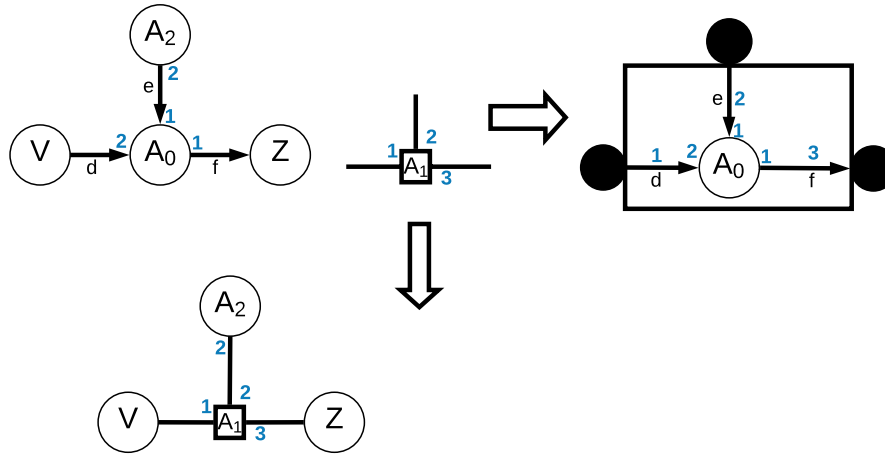 A₂
e 2
1
V d 2 A₀ 1 f Z
1 2
A₁ 3
e 2
1
1 d 2 A₀ 1 3 f
A₂
2
V 1 2 A₁ 3 Z